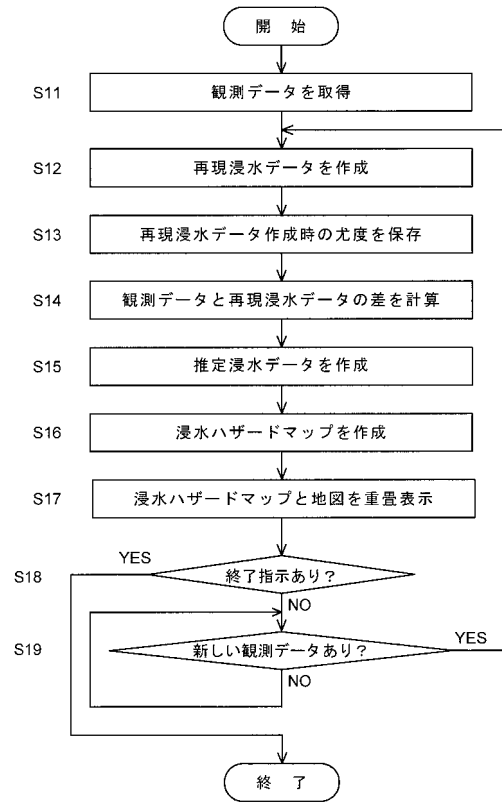 開 始
S11
観測データを取得
S12
再現浸水データを作成
S13
再現浸水データ作成時の尤度を保存
S14
観測データと再現浸水データの差を計算
S15
推定浸水データを作成
S16
浸水ハザードマップを作成
S17
浸水ハザードマップと地図を重畳表示
S18
YES
終了指示あり?
NO
S19
新しい観測データあり?
YES
NO
終 了